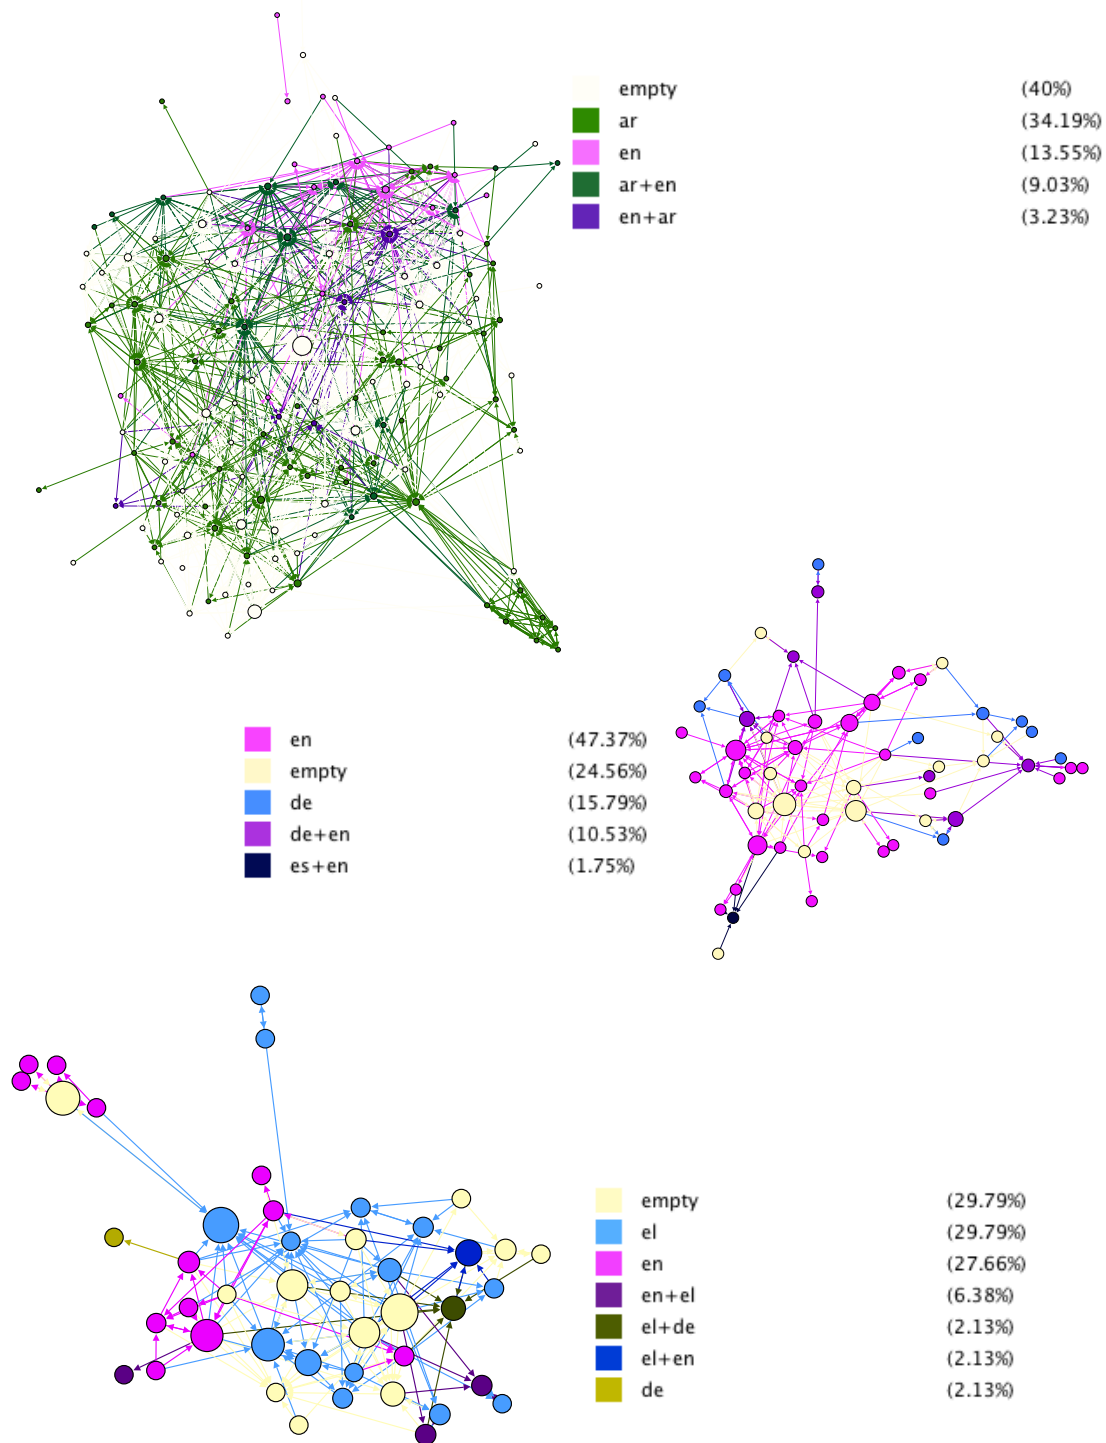 empty (40%)
ar (34.19%)
en (13.55%)
ar+en (9.03%)
en+ar (3.23%)
en (47.37%)
empty (24.56%)
de (15.79%)
de+en (10.53%)
es+en (1.75%)
empty (29.79%)
el (29.79%)
en (27.66%)
en+el (6.38%)
el+de (2.13%)
el+en (2.13%)
de (2.13%)